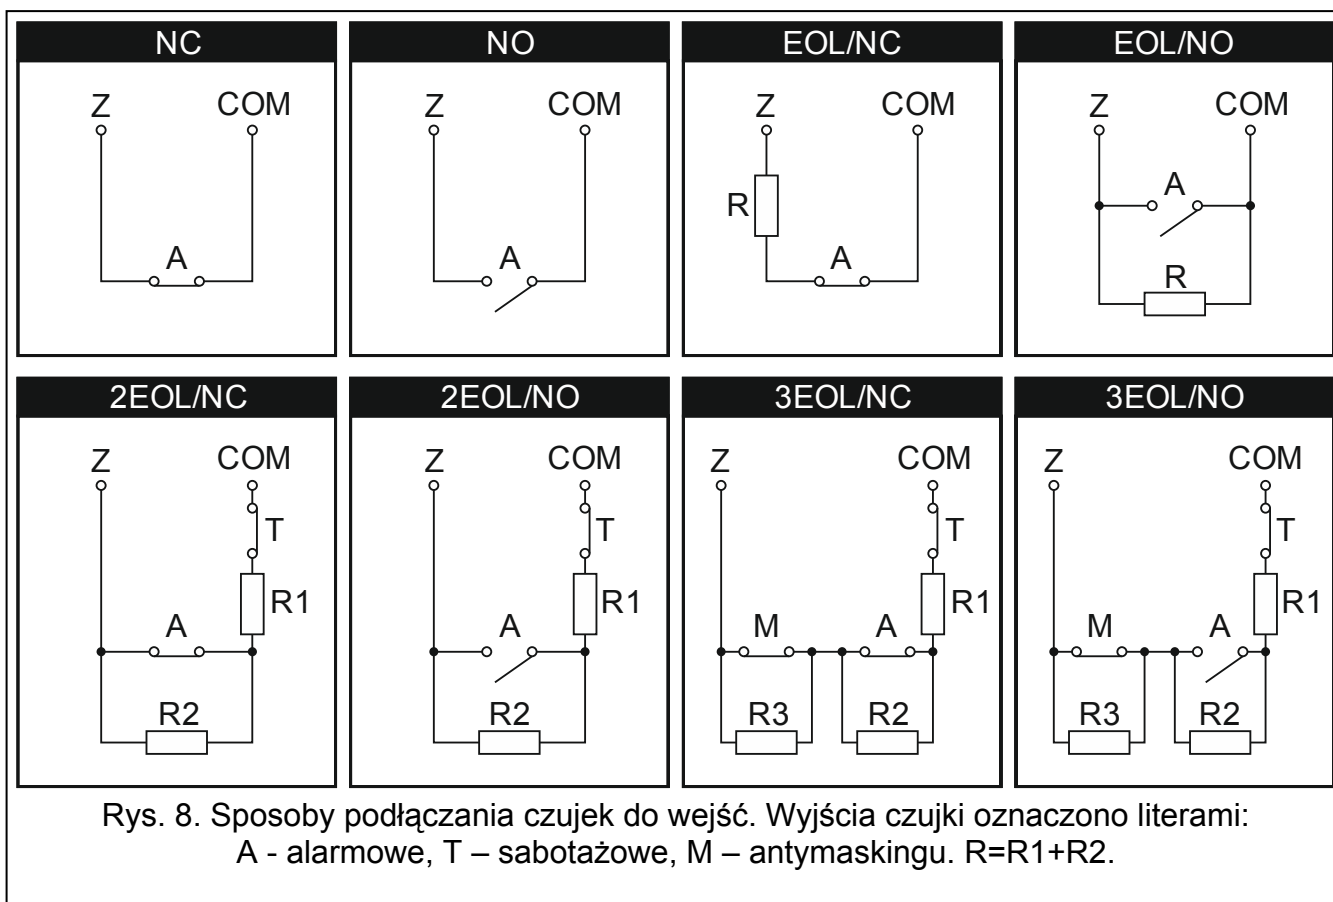 NC NO EOL/NC EOL/NO
Z COM Z COM Z COM Z COM
A
R A
A A A
R
2EOL/NC 2EOL/NO 3EOL/NC 3EOL/NO
Z COM Z COM Z COM Z COM
T T T T
R1 R1 R1 R1
A A M A M A
R2 R2 R3 R2 R3 R2
Rys. 8. Sposoby podłączania czujek do wejść. Wyjścia czujki oznaczono literami:
A - alarmowe, T – sabotażowe, M – antymaskingu. R=R1+R2.